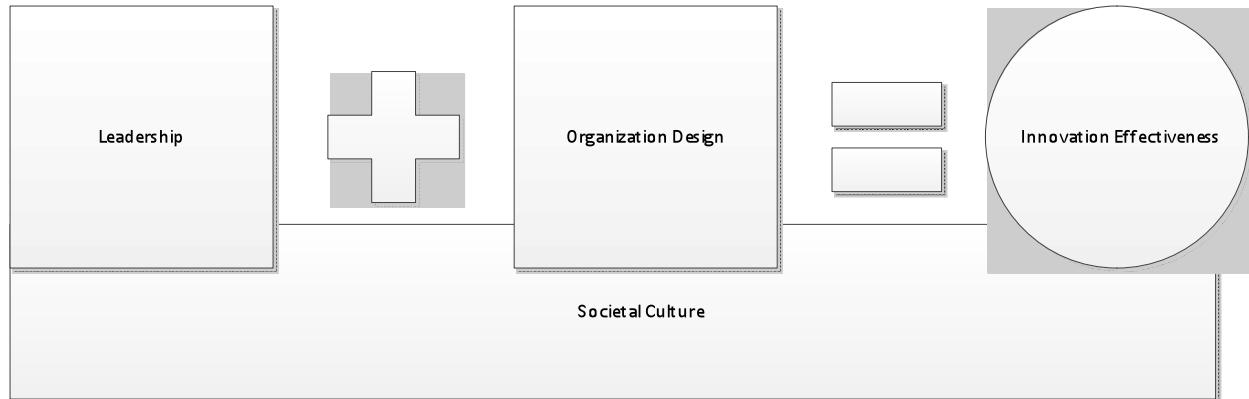 Leadership
Organization Design
Innovation Effectiveness
Societal Culture